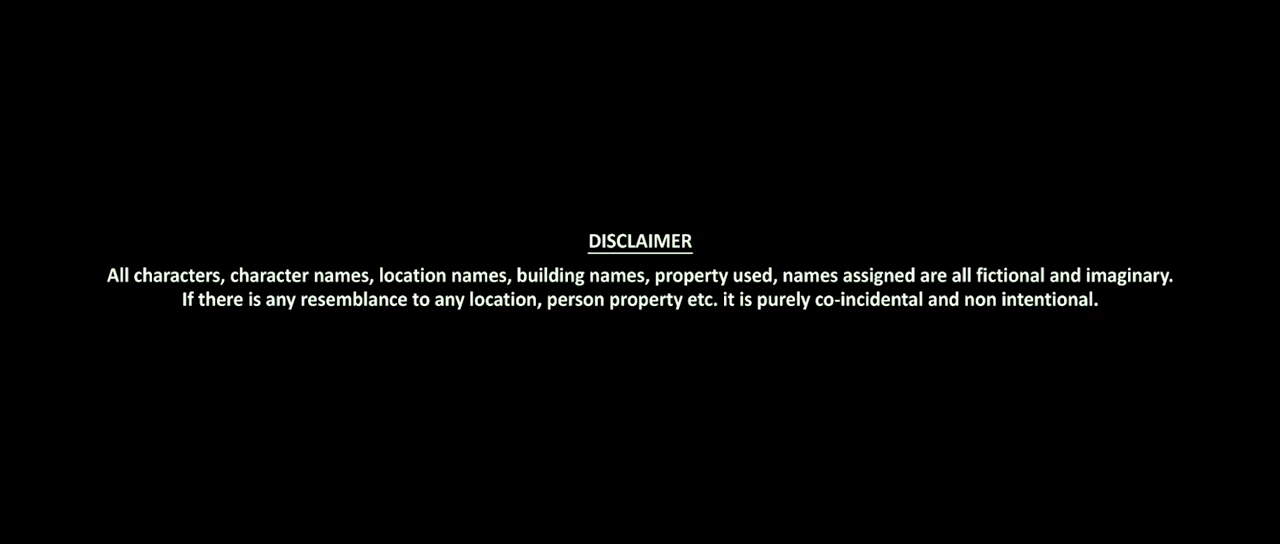 DISCLAIMER
All characters, character names, location names, building names, property used, names assigned are all fictional and imaginary.
If there is any resemblance to any location, person property etc. it is purely co-incidental and non intentional.